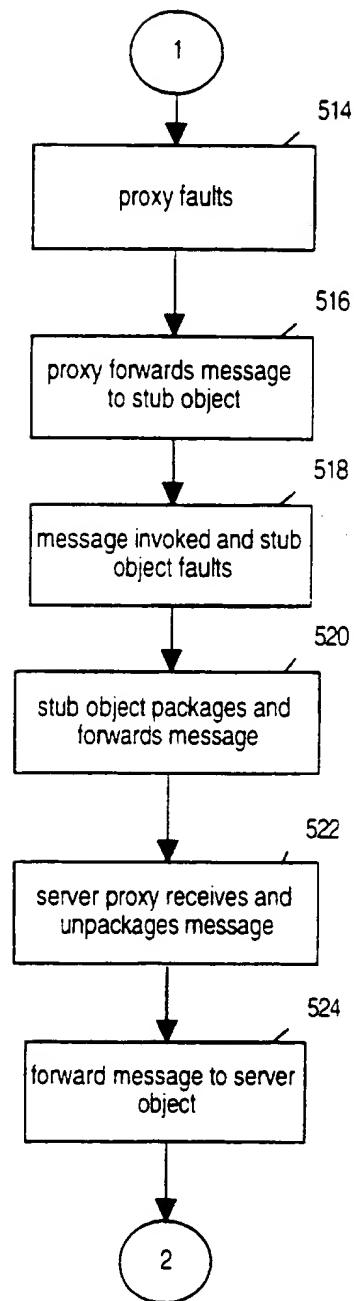 1
514
proxy faults
516
proxy forwards message
to stub object
518
message invoked and stub
object faults
520
stub object packages and
forwards message
522
server proxy receives and
unpackages message
524
forward message to server
object
2